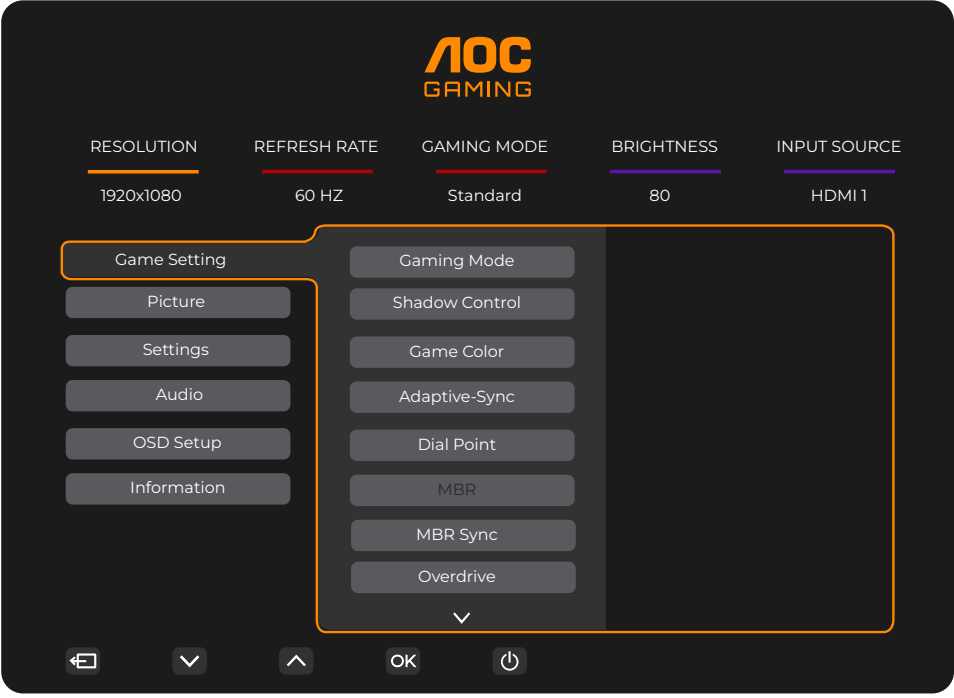 AOC
GAMING
RESOLUTION REFRESH RATE GAMING MODE BRIGHTNESS INPUT SOURCE
1920x1080 60 HZ Standard 80 HDMI 1
Game Setting
Picture
Settings
Audio
OSD Setup
Information
Gaming Mode
Shadow Control
Game Color
Adaptive-Sync
Dial Point
MBR
MBR Sync
Overdrive
OK